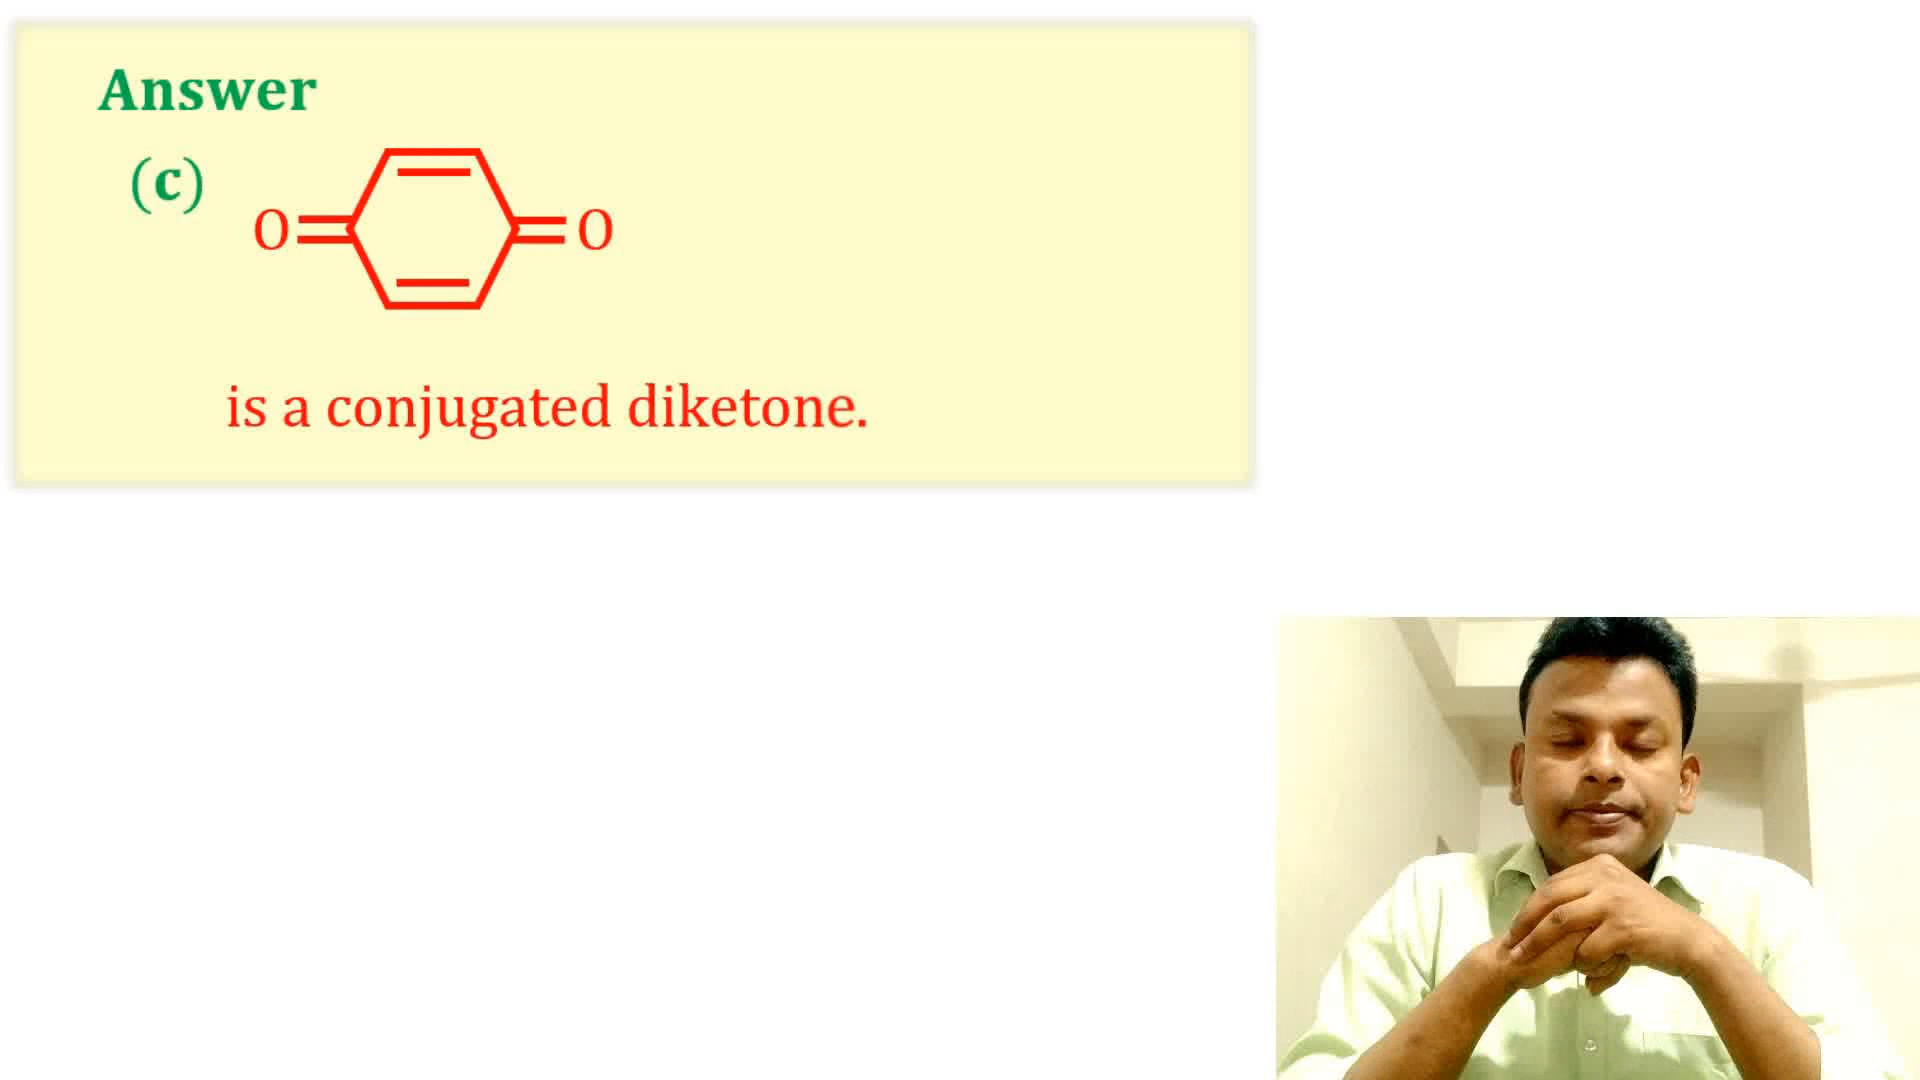 Answer
(c)
O O
is a conjugated diketone.